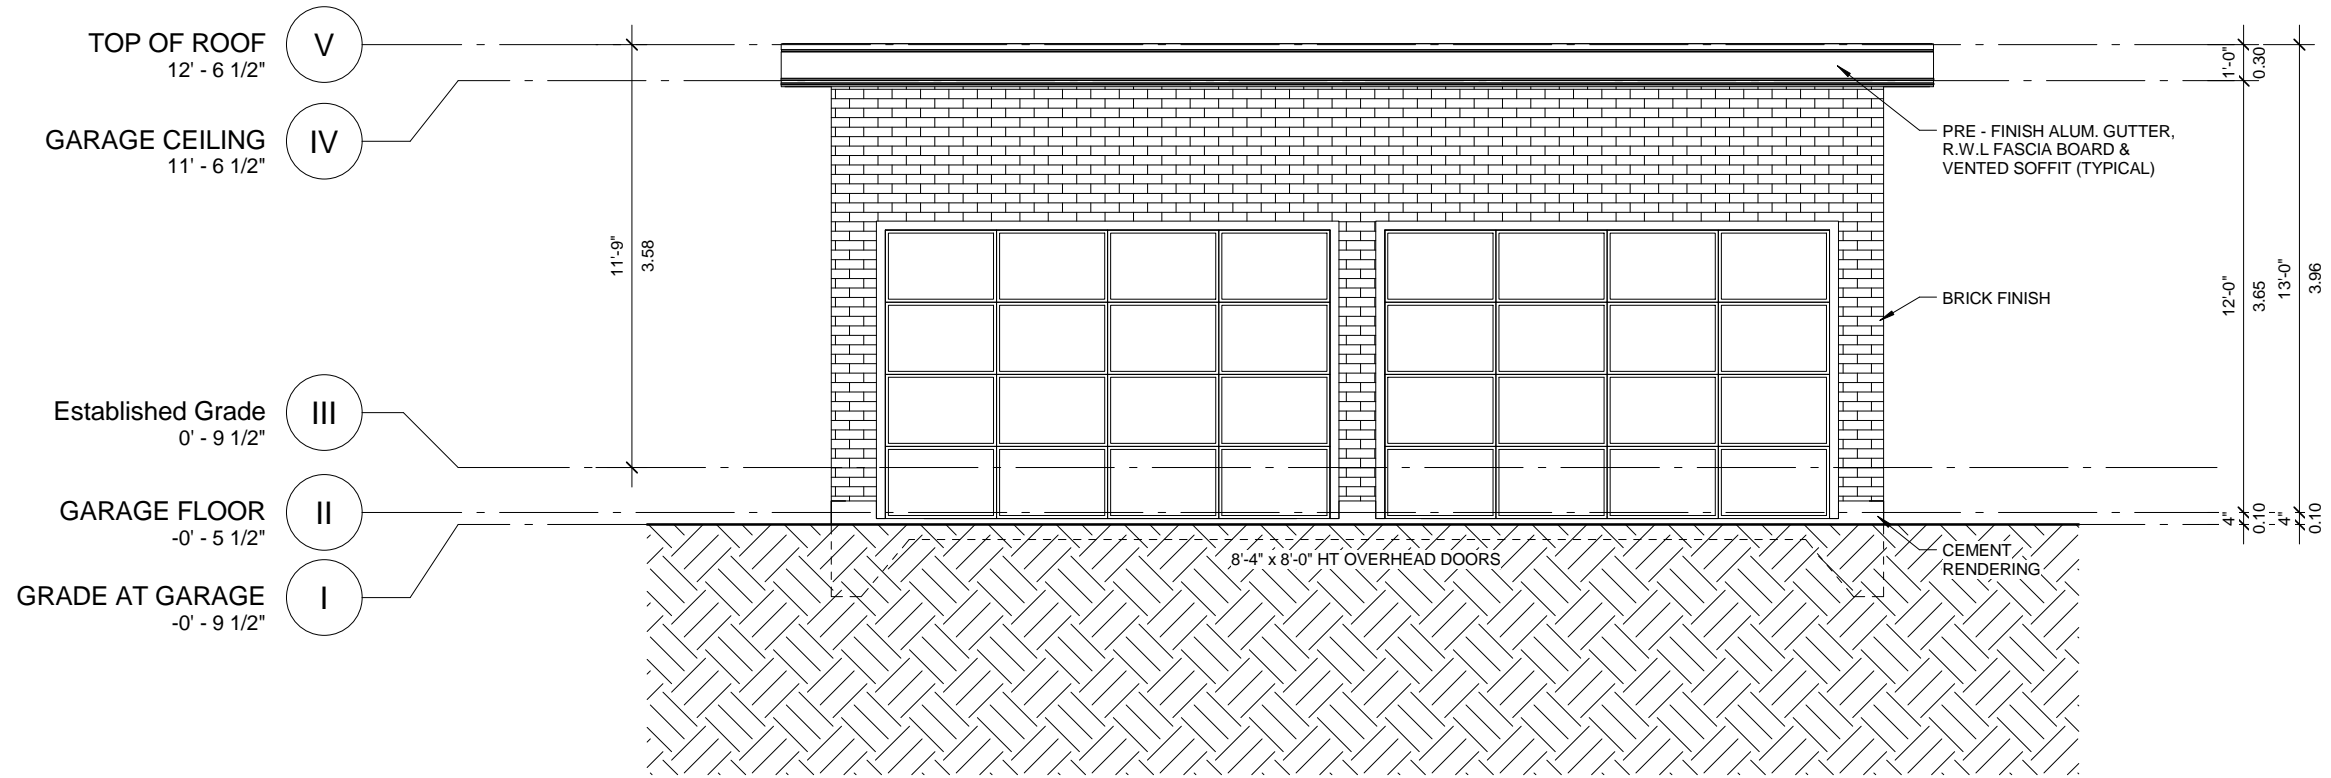 TOP OF ROOF
12' - 6 1/2"
V
GARAGE CEILING
11' - 6 1/2"
IV
Established Grade
0' - 9 1/2"
III
GARAGE FLOOR
-0' - 5 1/2"
II
GRADE AT GARAGE
-0' - 9 1/2"
I
11'-9"
3.58
PRE - FINISH ALUM. GUTTER,
R.W.L FASCIA BOARD &
VENTED SOFFIT (TYPICAL)
BRICK FINISH
CEMENT
RENDERING
8'-4" x 8'-0" HT OVERHEAD DOORS
1'-0"
0.30
12'-0"
3.65
13'-0"
3.96
4"
0.10
4"
0.10